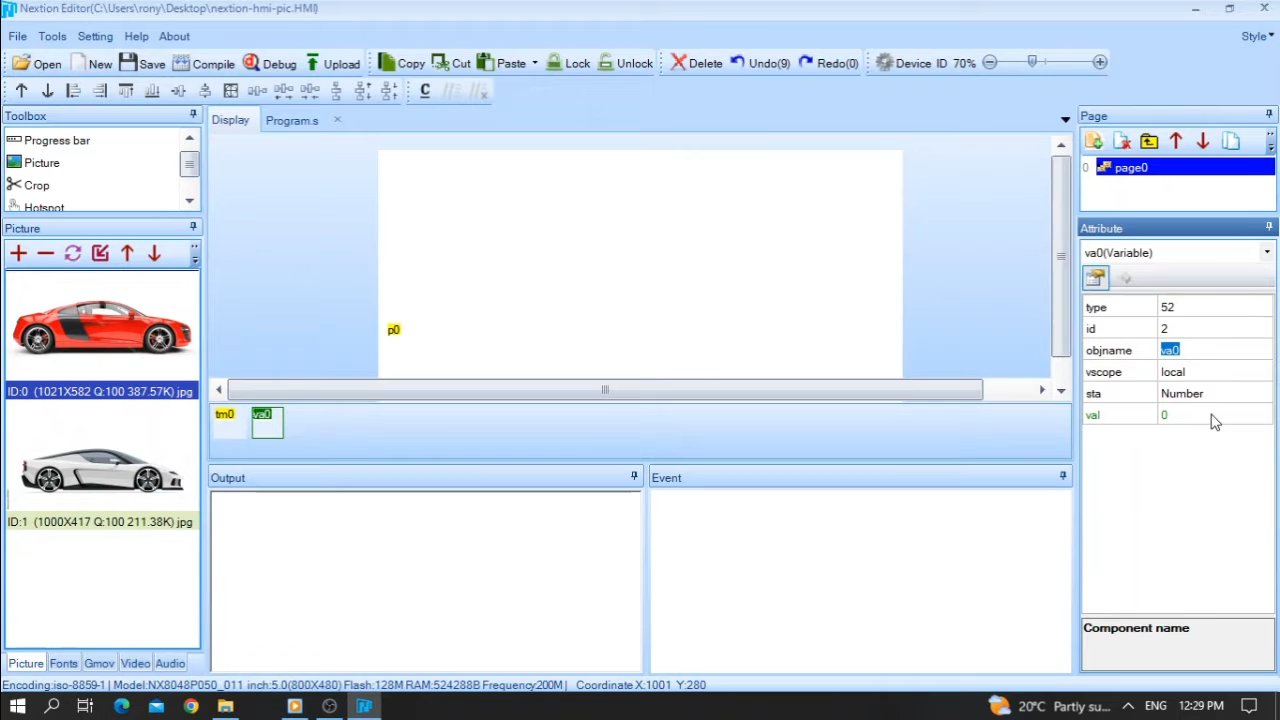 Nextion Editor(C:\Users\rony\Desktop\nextion-hmi-pic.HMI)
File Tools Setting Help About Style
Open New Save Compile Debug Upload Copy Cut Paste Lock Unlock Delete Undo(9) Redo(0) Device ID 70%
Toolbox
Progress bar
Picture
Crop
Hotspot
Picture
ID:0 (1021X582 Q:100 387.57K) jpg
ID:1 (1000X417 Q:100 211.38K) jpg
Picture Fonts Gmov Video Audio
Display Program.s
p0
tm0 va0
Output
Event
Page
0 page0
Attribute
va0(Variable)
type 52
id 2
objname va0
vscope local
sta Number
val 0
Component name
Encoding:iso-8859-1 | Model:NX8048P050_011 inch:5.0(800X480) Flash:128M RAM:524288B Frequency:200M | Coordinate X:1001 Y:280
20°C Partly su... ENG 12:29 PM